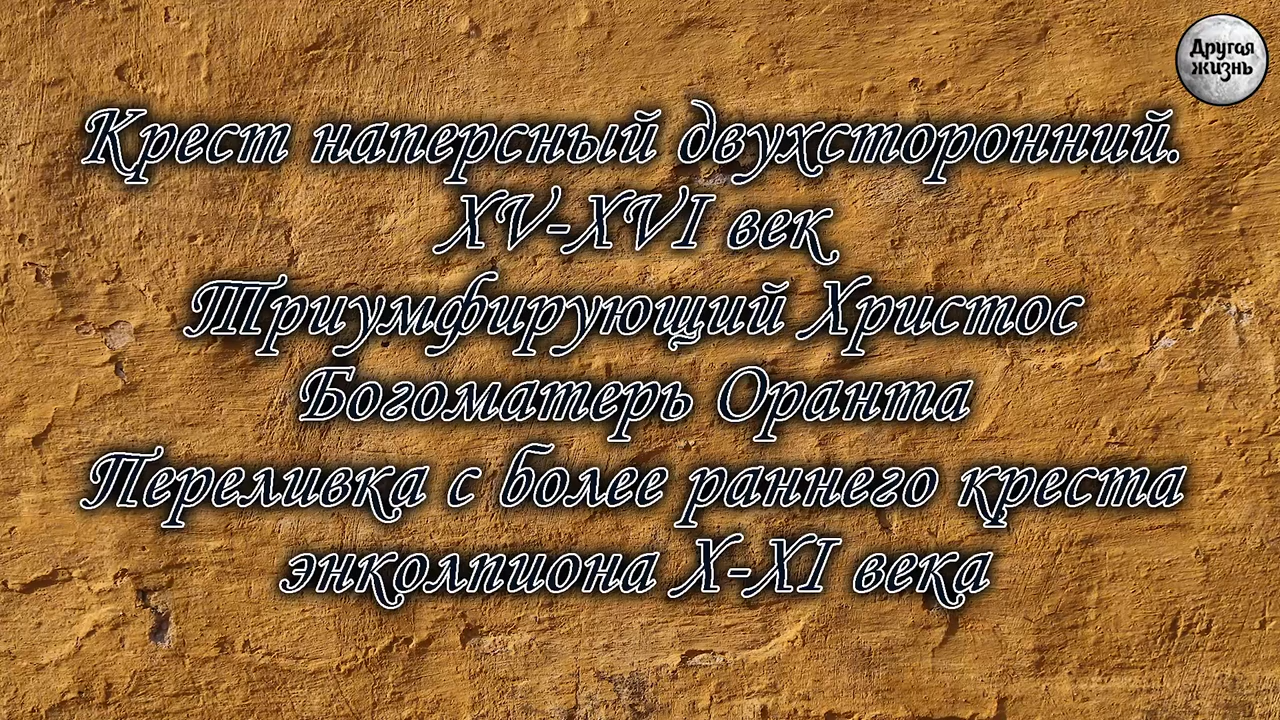 Другая
жизнь
Крест наперсный двухсторонний.
XV-XVI век
Триумфирующий Христос
Богоматерь Оранта
Переливка с более раннего креста
энколпиона X-XI века